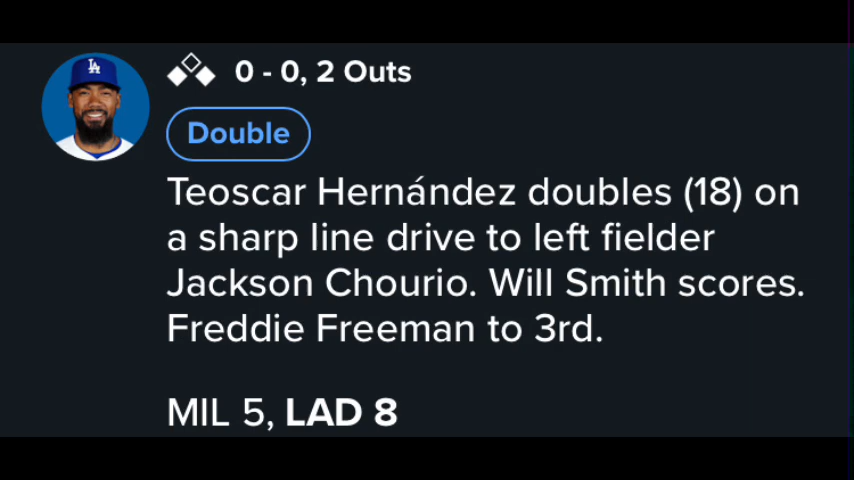 LA
0 - 0, 2 Outs
Double
Teoscar Hernández doubles (18) on
a sharp line drive to left fielder
Jackson Chourio. Will Smith scores.
Freddie Freeman to 3rd.
MIL 5, LAD 8